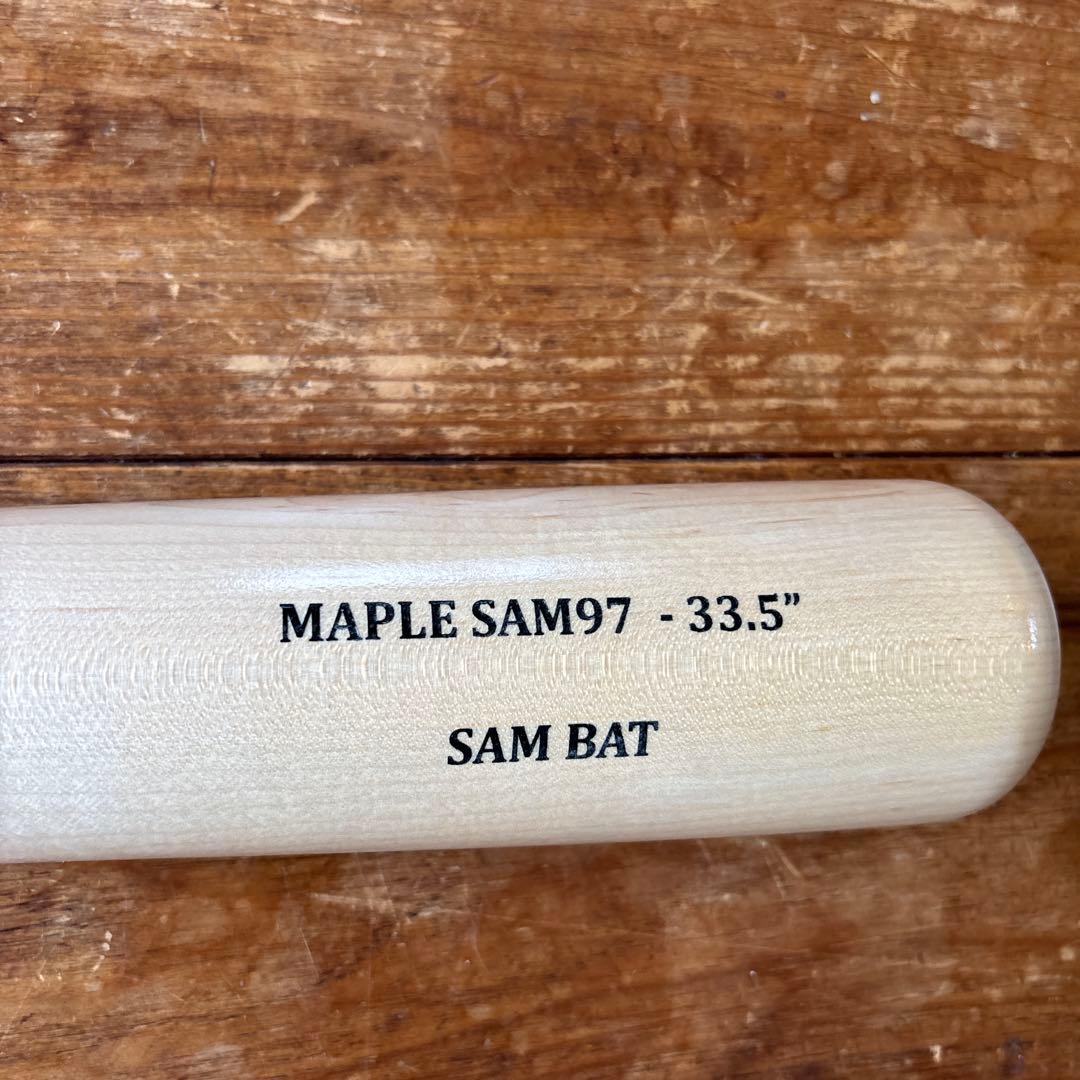 MAPLE SAM97 - 33.5”
SAM BAT